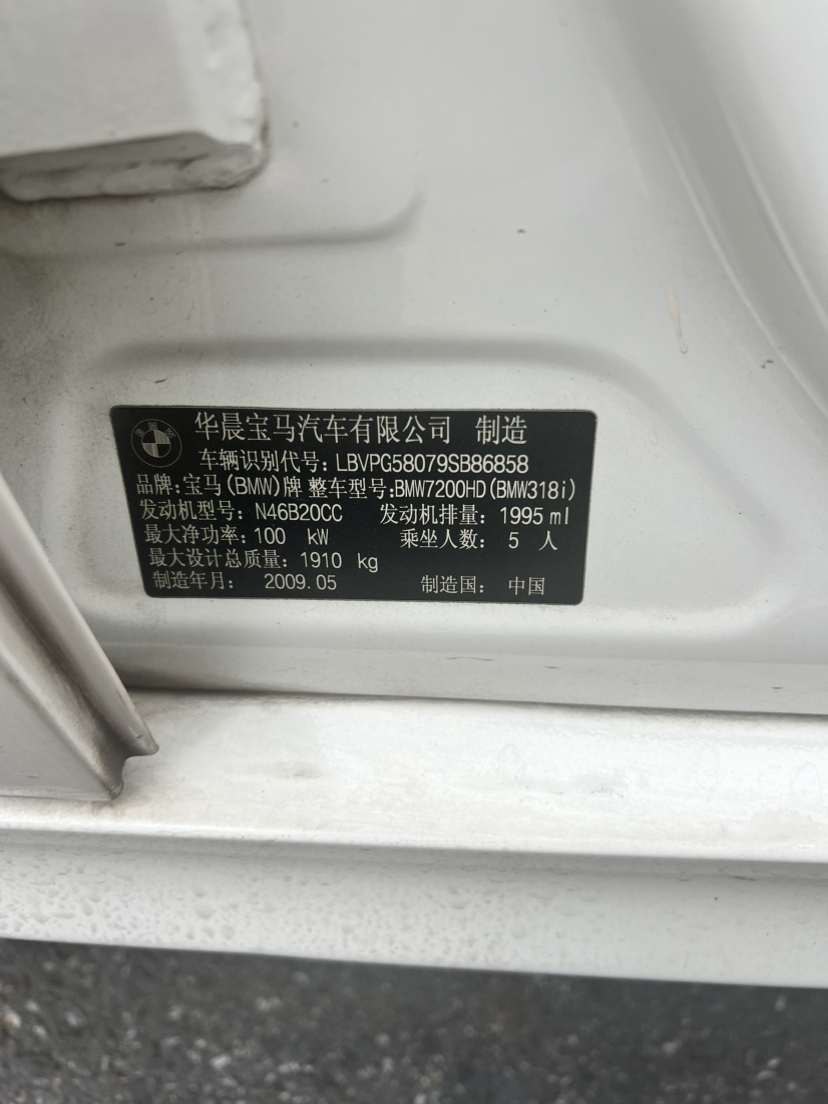 华晨宝马汽车有限公司 制造
车辆识别代号: LBVPG58079SB86858
品牌: 宝马(BMW)牌 整车型号: BMW7200HD(BMW318i)
发动机型号: N46B20CC 发动机排量: 1995 ml
最大净功率: 100 kW 乘坐人数: 5 人
最大设计总质量: 1910 kg
制造年月: 2009.05 制造国: 中国